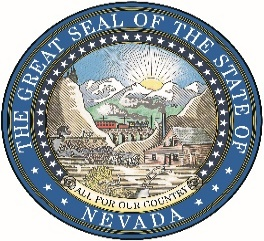 THE GREAT SEAL OF THE STATE OF
NEVADA
ALL FOR OUR COUNTRY